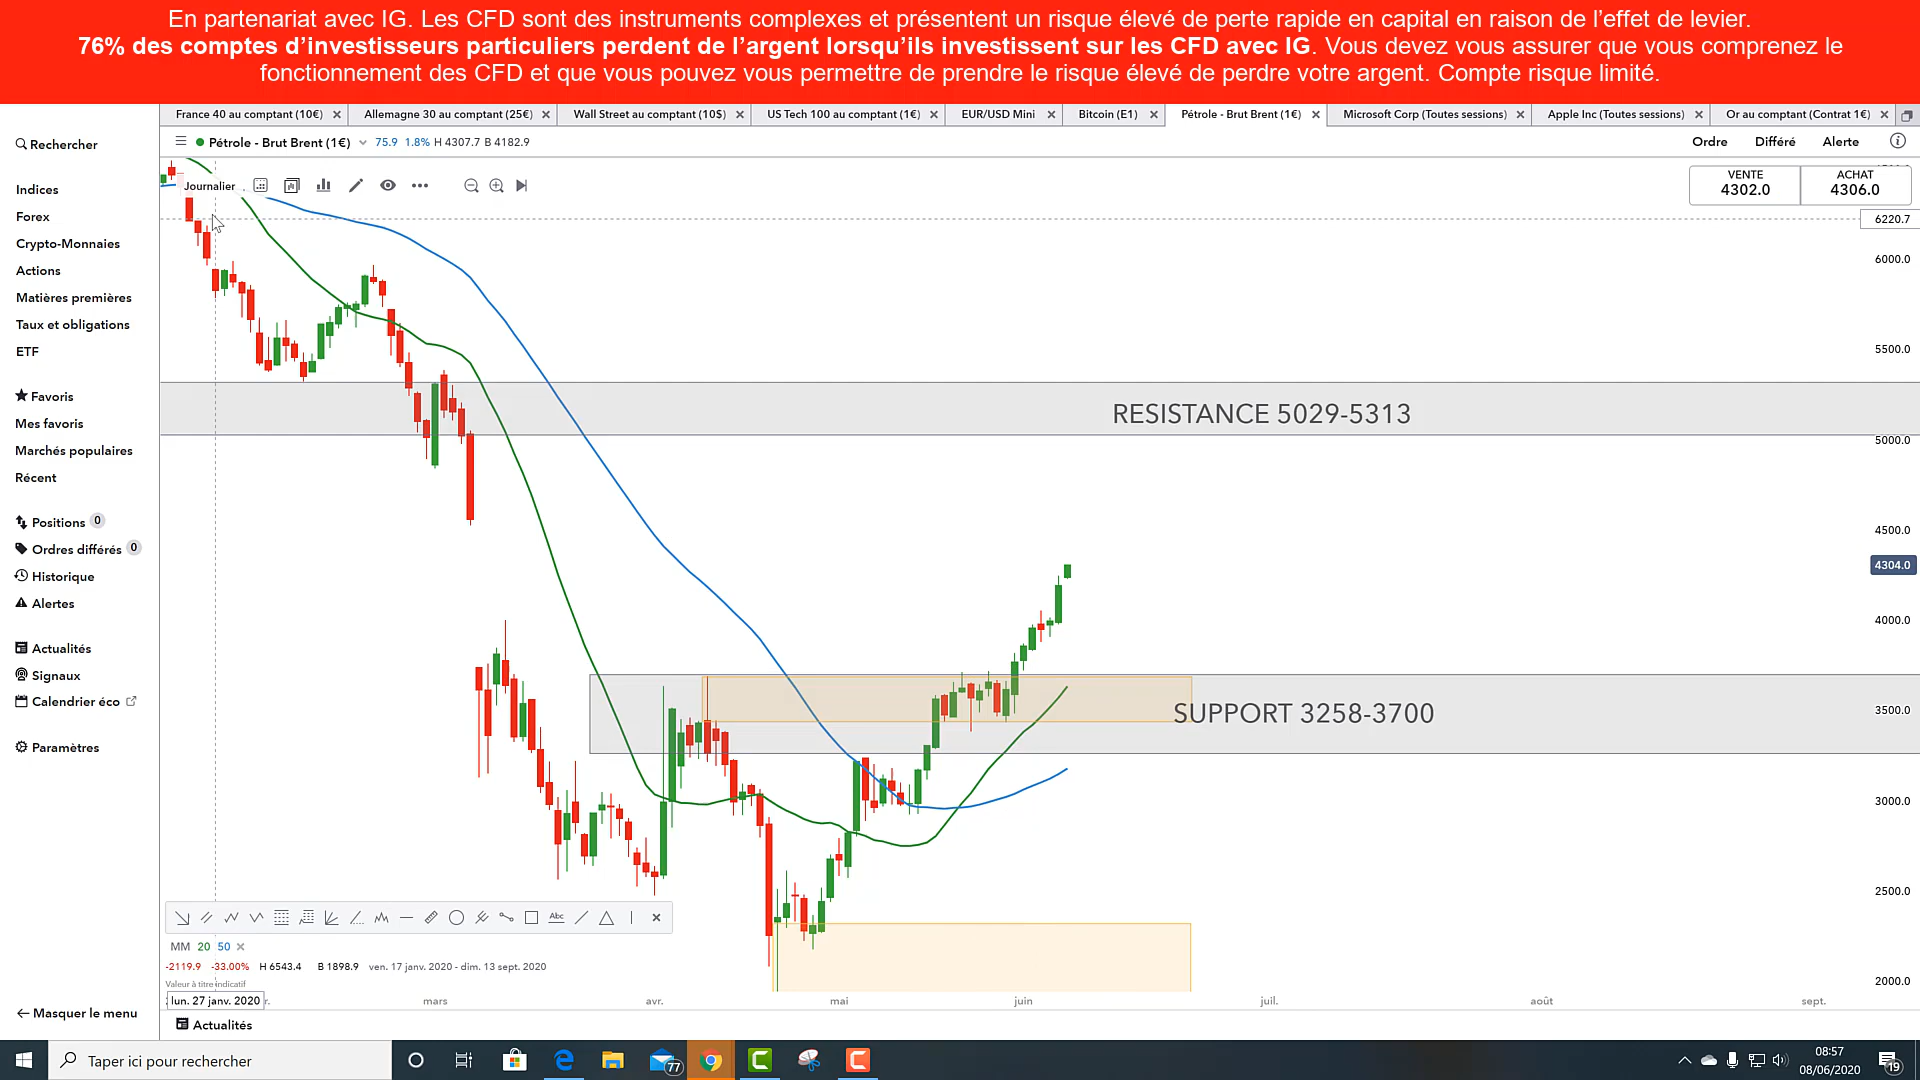 En partenariat avec IG. Les CFD sont des instruments complexes et présentent un risque élevé de perte rapide en capital en raison de l'effet de levier.
76% des comptes d'investisseurs particuliers perdent de l'argent lorsqu'ils investissent sur les CFD avec IG. Vous devez vous assurer que vous comprenez le
fonctionnement des CFD et que vous pouvez vous permettre de prendre le risque élevé de perdre votre argent. Compte risque limité.
France 40 au comptant (10€) Allemagne 30 au comptant (25€) Wall Street au comptant (10$) US Tech 100 au comptant (1€) EUR/USD Mini Bitcoin (E1) Pétrole - Brut Brent (1€) Microsoft Corp (Toutes sessions) Apple Inc (Toutes sessions) Or au comptant (Contrat 1€)
Rechercher
Pétrole - Brut Brent (1€) 75.9 1.8% H 4307.7 B 4182.9
Ordre Différé Alerte
Journalier
VENTE
4302.0
ACHAT
4306.0
Indices
Forex
Crypto-Monnaies
Actions
Matières premières
Taux et obligations
ETF
Favoris
Mes favoris
Marchés populaires
Récent
Positions 0
Ordres différés 0
Historique
Alertes
Actualités
Signaux
Calendrier éco
Paramètres
Masquer le menu
6220.7
6000.0
5500.0
5000.0
4500.0
4304.0
4000.0
3500.0
3000.0
2500.0
2000.0
RESISTANCE 5029-5313
SUPPORT 3258-3700
Abc
MM 20 50
-2119.9 -33.00% H 6543.4 B 1898.9 ven. 17 janv. 2020 - dim. 13 sept. 2020
Valeur à titre indicatif
lun. 27 janv. 2020
mars avr. mai juin juil. août sept.
Actualités
Taper ici pour rechercher
77
08:57
08/06/2020
19